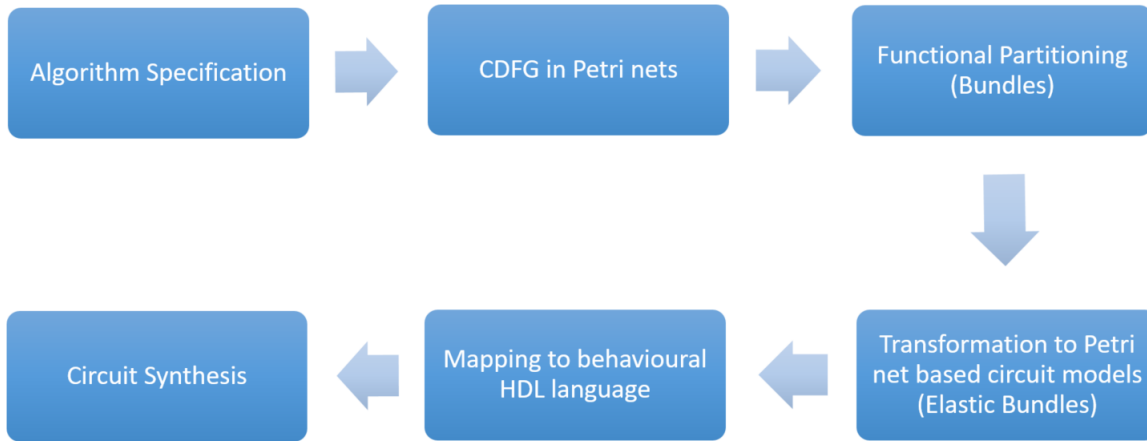 Algorithm Specification
CDFG in Petri nets
Functional Partitioning
(Bundles)
Transformation to Petri
net based circuit models
(Elastic Bundles)
Mapping to behavioural
HDL language
Circuit Synthesis